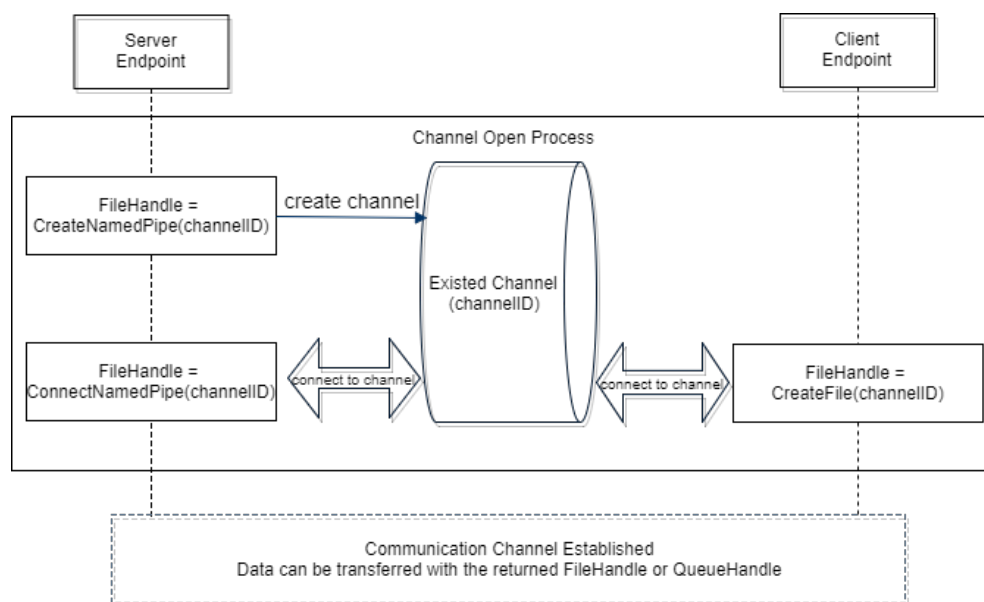 Server
Endpoint
Client
Endpoint
Channel Open Process
FileHandle =
CreateNamedPipe(channelID)
create channel
Existed Channel
(channelID)
FileHandle =
ConnectNamedPipe(channelID)
connect to channel
connect to channel
FileHandle =
CreateFile(channelID)
Communication Channel Established
Data can be transferred with the returned FileHandle or QueueHandle